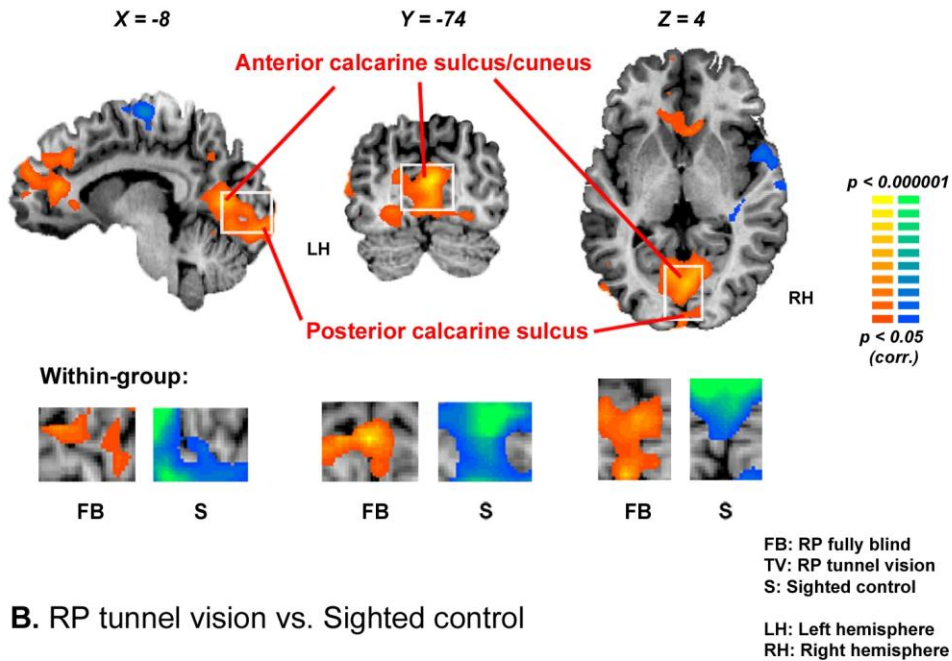 X = -8
Y = -74
Z = 4
Anterior calcarine sulcus/cuneus
p < 0.000001
LH
RH
Posterior calcarine sulcus
p < 0.05
(corr.)
Within-group:
FB
S
FB
S
FB
S
FB: RP fully blind
TV: RP tunnel vision
S: Sighted control
B. RP tunnel vision vs. Sighted control
LH: Left hemisphere
RH: Right hemisphere